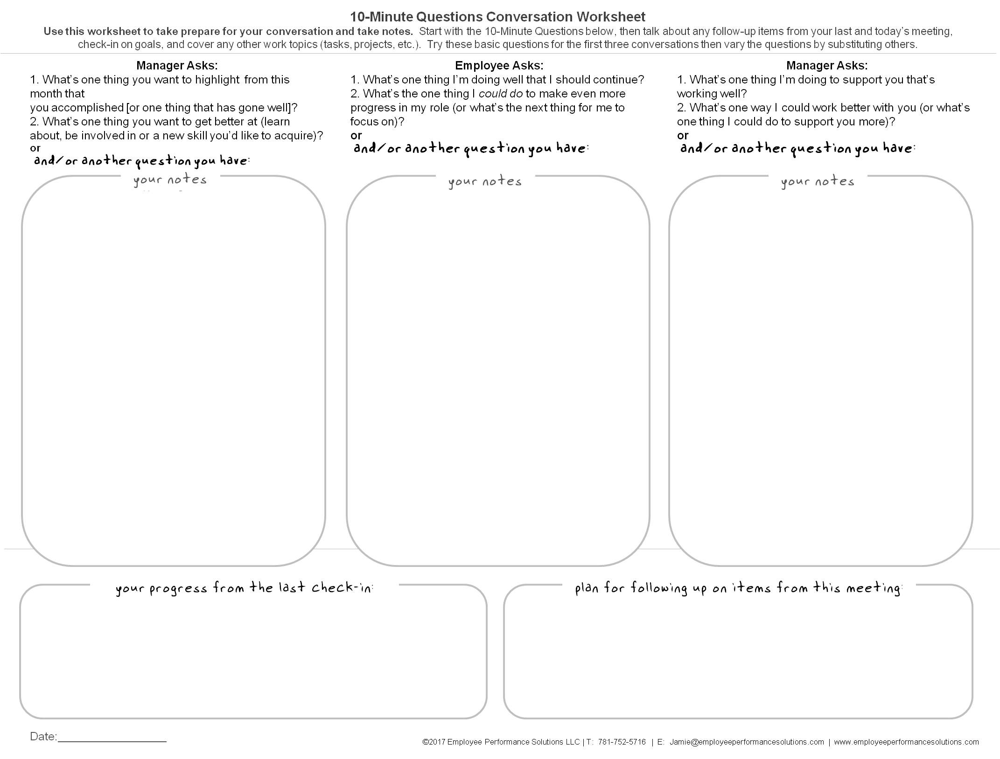 10-Minute Questions Conversation Worksheet
Use this worksheet to take prepare for your conversation and take notes.  Start with the 10-Minute Questions below, then talk about any follow-up items from your last and today’s meeting,
check-in on goals, and cover any other work topics (tasks, projects, etc.).  Try these basic questions for the first three conversations then vary the questions by substituting others.
Manager Asks:
1. What’s one thing you want to highlight from this
month that
you accomplished [or one thing that has gone well]?
2. What’s one thing you want to get better at (learn
about, be involved in or a new skill you’d like to acquire)?
or
and/or another question you have:
your notes
Employee Asks:
1. What’s one thing I’m doing well that I should continue?
2. What’s the one thing I could do to make even more
progress in my role (or what’s the next thing for me to
focus on)?
or
and/or another question you have:
your notes
Manager Asks:
1. What’s one thing I’m doing to support you that’s
working well?
2. What’s one way I could work better with you (or what’s
one thing I could do to support you more)?
or
and/or another question you have:
your notes
your progress from the last check-in:
plan for following up on items from this meeting:
Date:_________________
©2017 Employee Performance Solutions LLC | T:  781-752-5716  | E:  Jamie@employeeperformancesolutions.com | www.employeeperformancesolutions.com